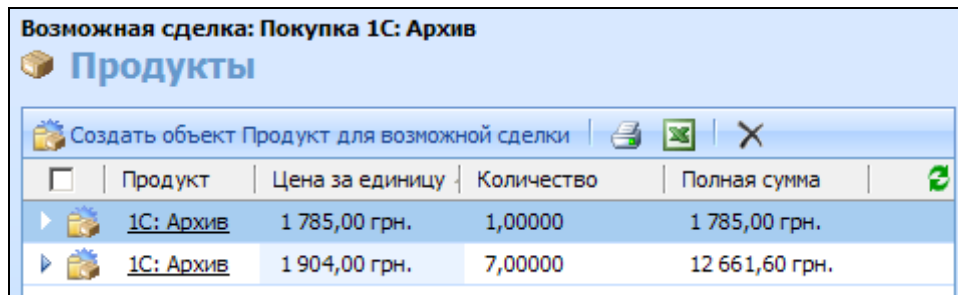 Возможная сделка: Покупка 1С: Архив
Продукты
Создать объект Продукт для возможной сделки
Продукт Цена за единицу Количество Полная сумма
1С: Архив 1 785,00 грн. 1,00000 1 785,00 грн.
1С: Архив 1 904,00 грн. 7,00000 12 661,60 грн.